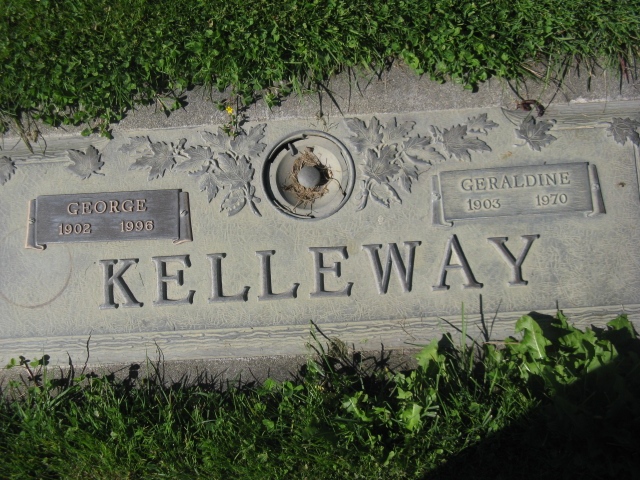 GEORGE
1902 1996
GERALDINE
1903 1970
KELLEWAY